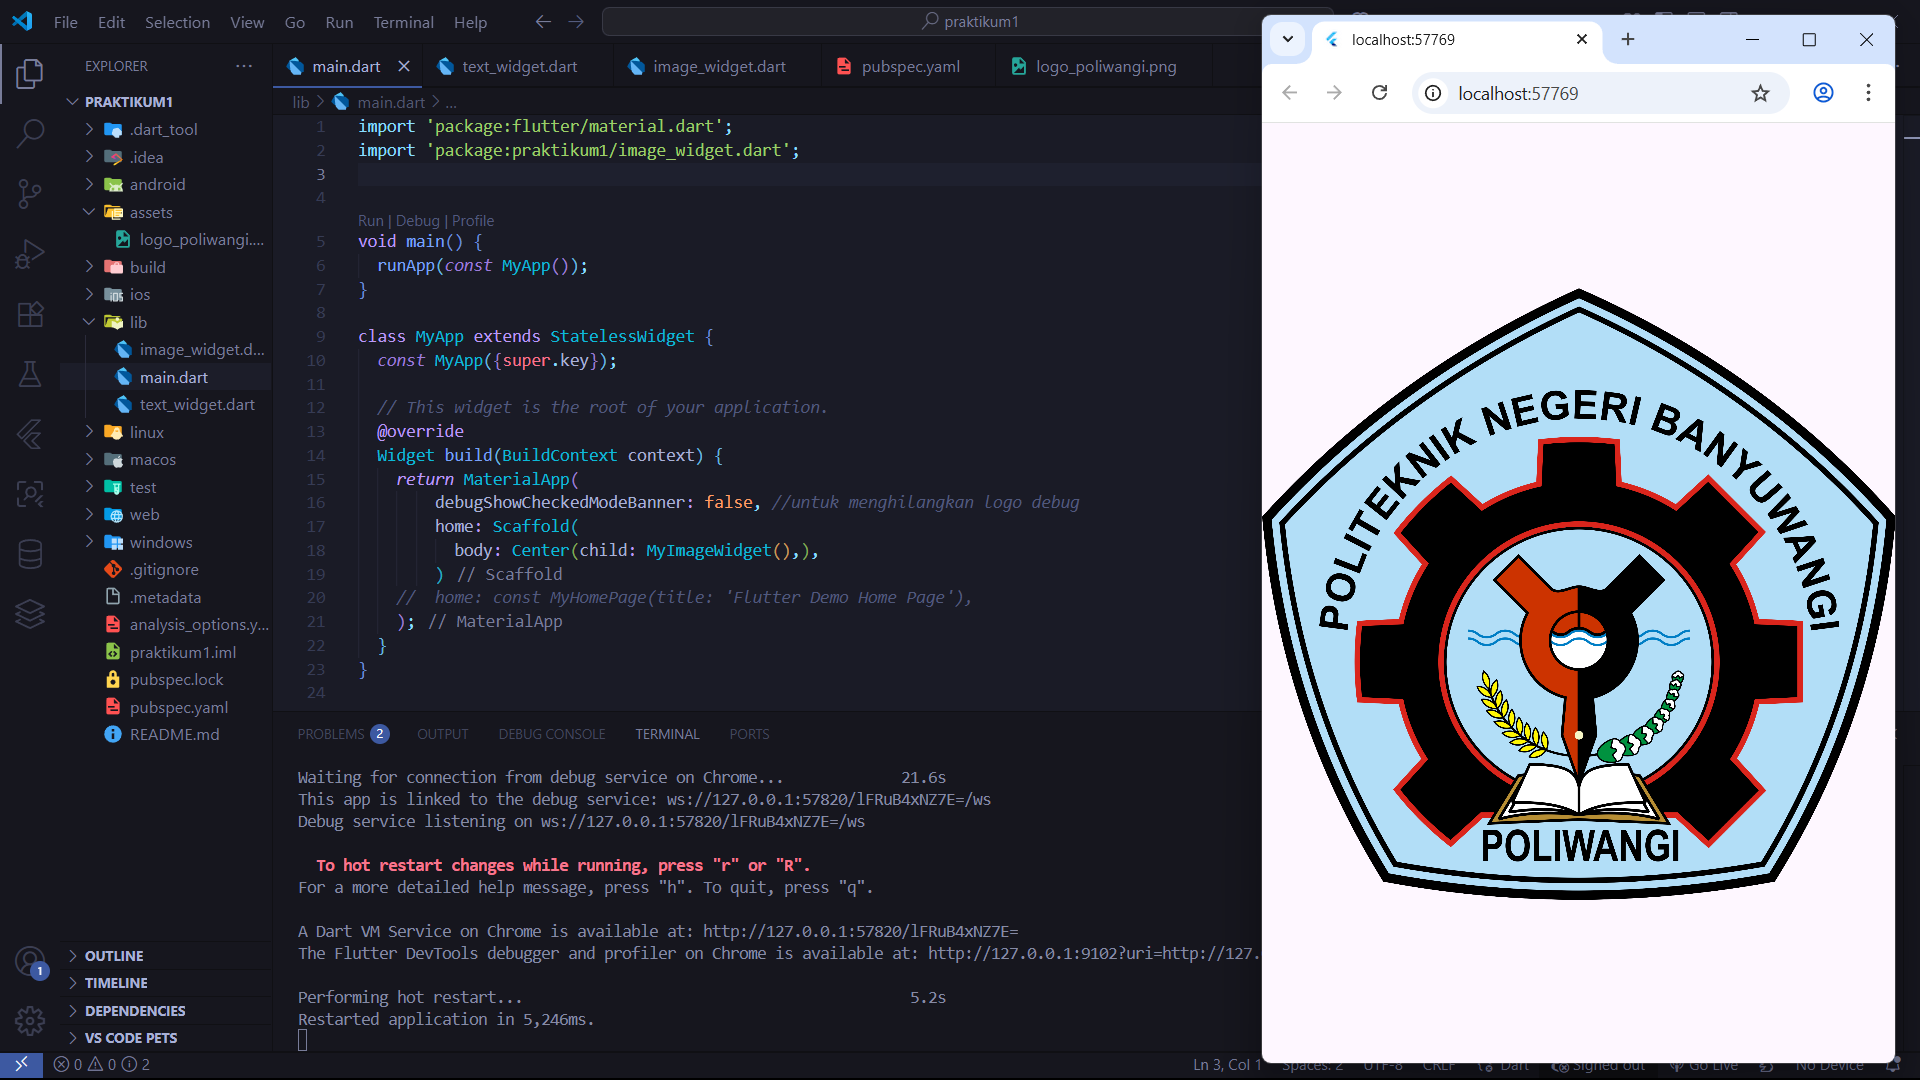 File Edit Selection View Go Run Terminal Help
praktikum1
EXPLORER
PRAKTIKUM1
.dart_tool
.idea
android
assets
logo_poliwangi....
build
ios
lib
image_widget.d...
main.dart
text_widget.dart
linux
macos
test
web
windows
.gitignore
.metadata
analysis_options.y...
praktikum1.iml
pubspec.lock
pubspec.yaml
README.md
OUTLINE
TIMELINE
DEPENDENCIES
VS CODE PETS
main.dart
text_widget.dart
image_widget.dart
pubspec.yaml
logo_poliwangi.png
lib > main.dart > ...
1 import 'package:flutter/material.dart';
2 import 'package:praktikum1/image_widget.dart';
3
4
Run | Debug | Profile
5 void main() {
6 runApp(const MyApp());
7 }
8
9 class MyApp extends StatelessWidget {
10 const MyApp({super.key});
11
12 // This widget is the root of your application.
13 @override
14 Widget build(BuildContext context) {
15 return MaterialApp(
16 debugShowCheckedModeBanner: false, //untuk menghilangkan logo debug
17 home: Scaffold(
18 body: Center(child: MyImageWidget(),),
19 ) // Scaffold
20 // home: const MyHomePage(title: 'Flutter Demo Home Page'),
21 ); // MaterialApp
22 }
23 }
24
PROBLEMS 2 OUTPUT DEBUG CONSOLE TERMINAL PORTS
Waiting for connection from debug service on Chrome... 21.6s
This app is linked to the debug service: ws://127.0.0.1:57820/lFRuB4xNZ7E=/ws
Debug service listening on ws://127.0.0.1:57820/lFRuB4xNZ7E=/ws
To hot restart changes while running, press "r" or "R".
For a more detailed help message, press "h". To quit, press "q".
A Dart VM Service on Chrome is available at: http://127.0.0.1:57820/lFRuB4xNZ7E=
The Flutter DevTools debugger and profiler on Chrome is available at: http://127.0.0.1:9102?uri=http://127.
Performing hot restart... 5.2s
Restarted application in 5,246ms.
1
0 0 2
Ln 3, Col 1 Spaces: 2 UTF-8 CRLF Dart Signed out Go Live No Device
localhost:57769
localhost:57769
POLITEKNIK NEGERI BANYUWANGI
POLIWANGI